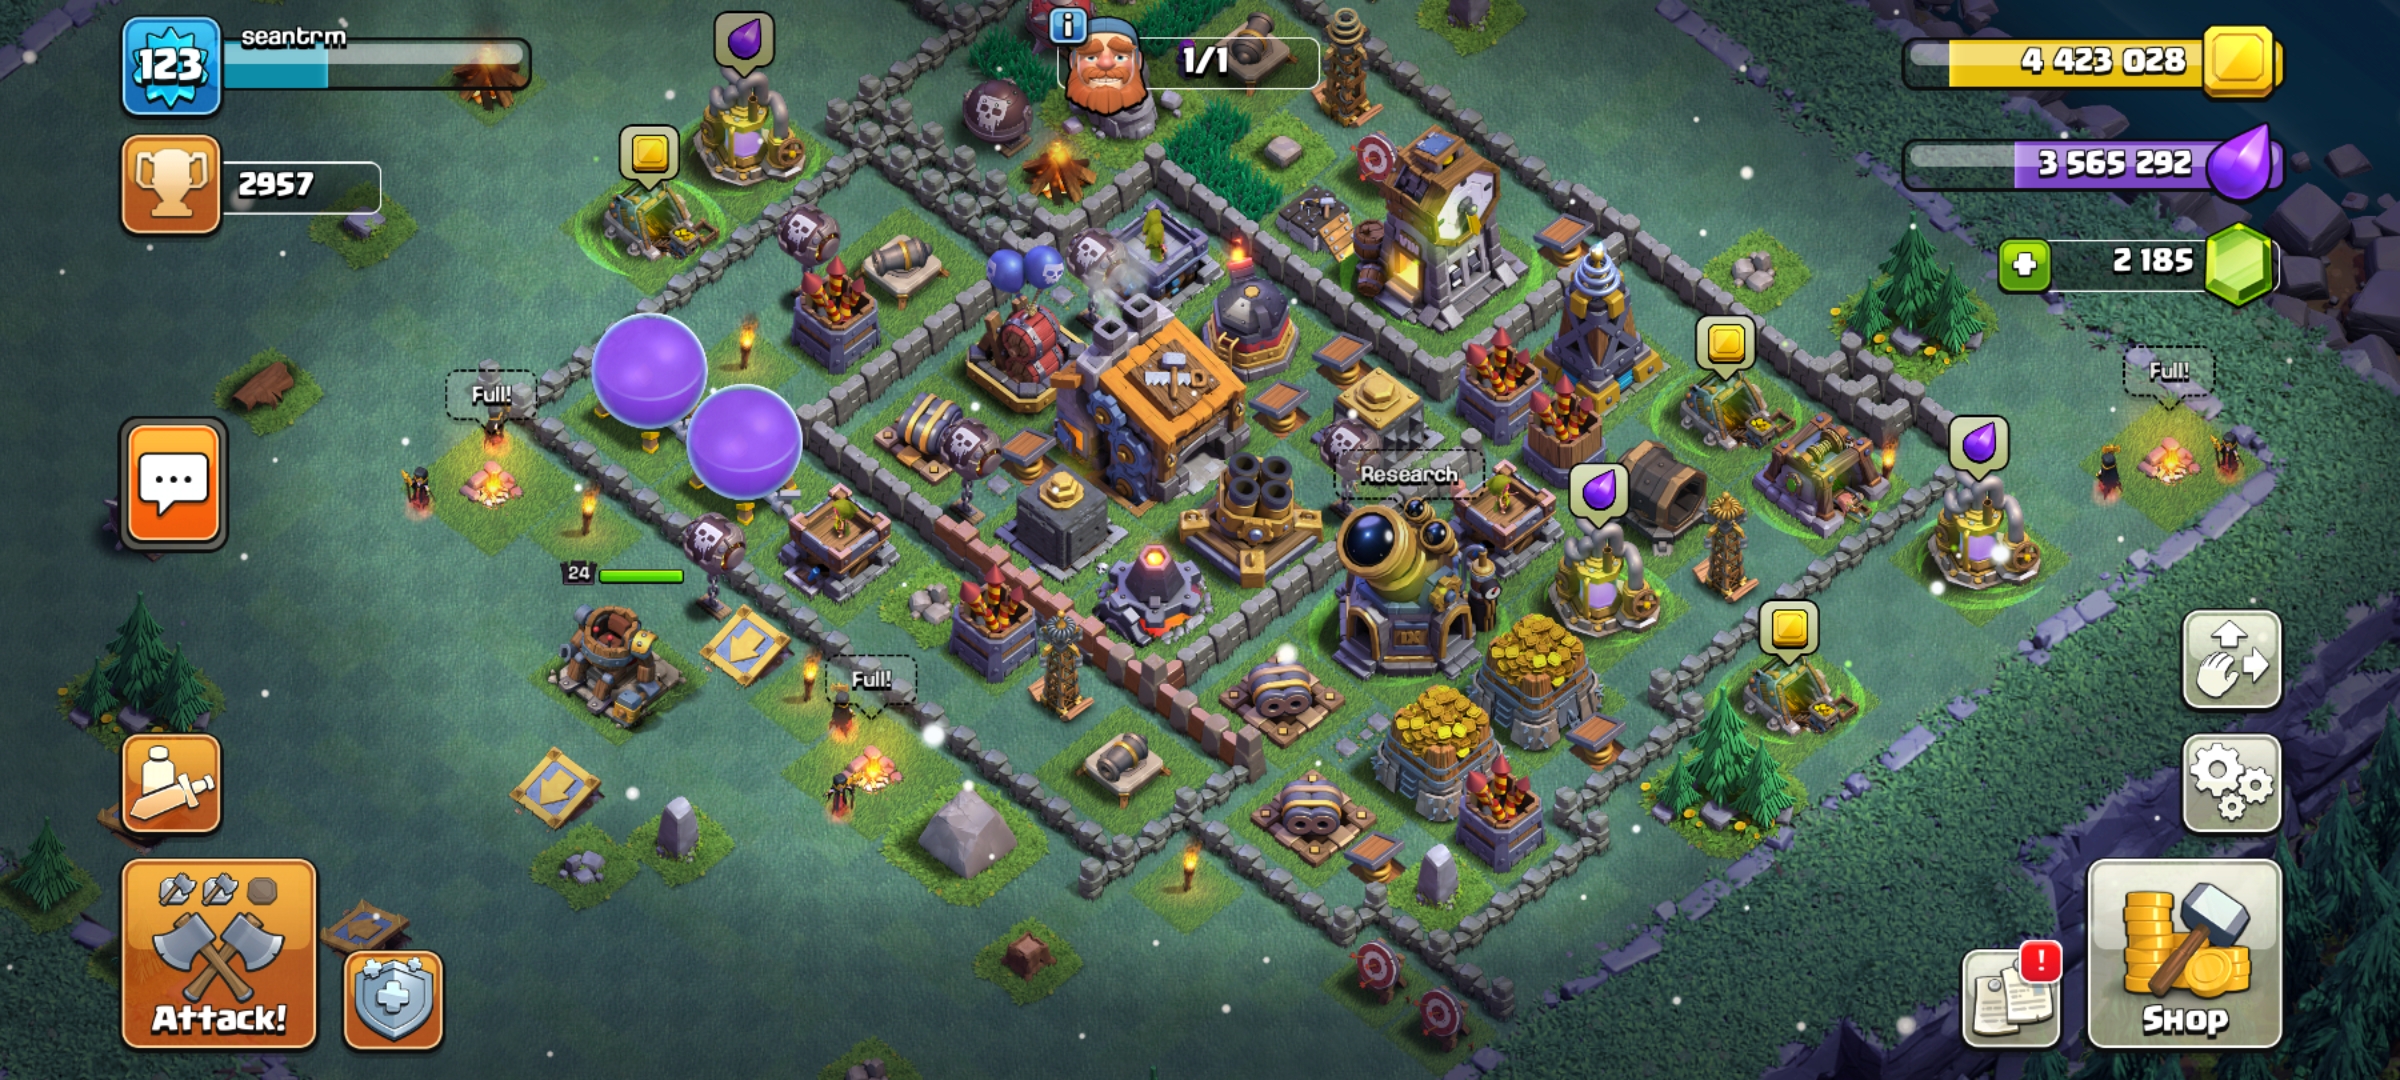 seantrm
123
1/1
4 423 028
2957
3 565 292
2 185
Full!
Full!
Research
24
Full!
Attack!
!
Shop